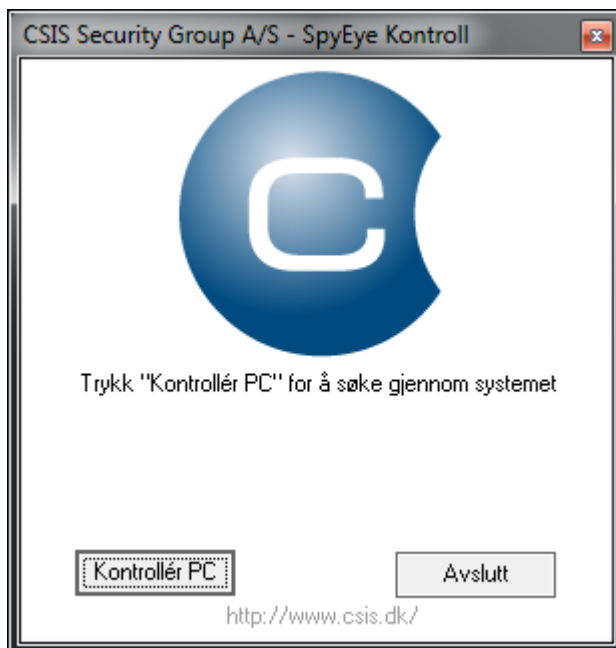 CSIS Security Group A/S - SpyEye Kontroll
C
Trykk "Kontrollér PC" for å søke gjennom systemet
Kontrollér PC
Avslutt
http://www.csis.dk/